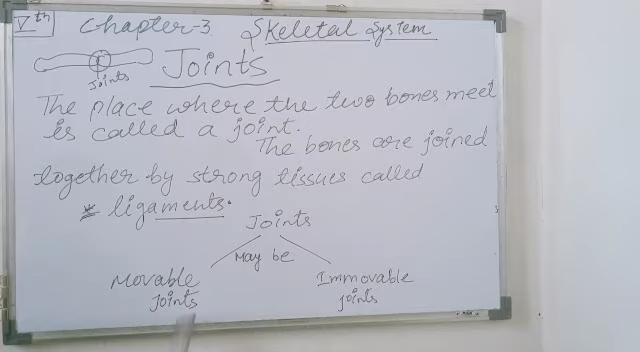 Vth Chapter-3 Skeletal System
Joints
Joints
The place where the two bones meet
is called a joint.
The bones are joined
together by strong tissues called
* ligaments.
Joints
May be
Movable Immovable
Joints joints